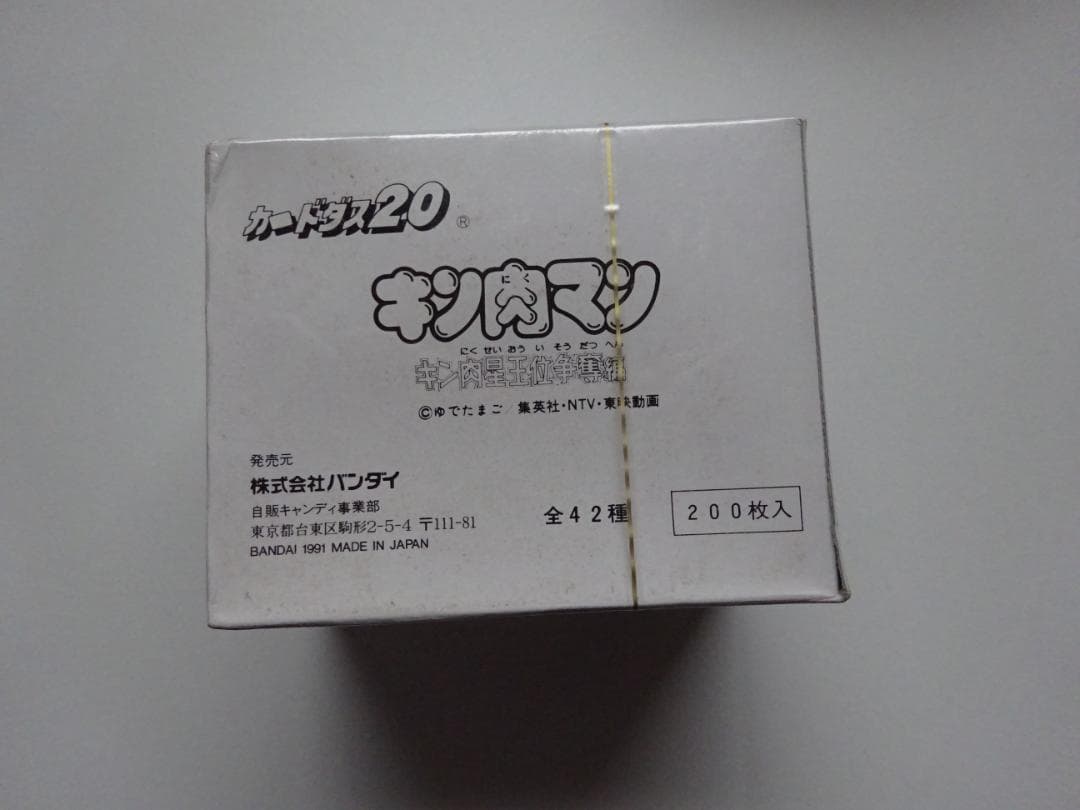 カードダス20®
キン肉マン
にく
にくせいおういそうだつへん
キン肉星王位争奪編
©ゆでたまご/集英社・NTV・東映動画
発売元
株式会社バンダイ
自販キャンディ事業部
東京都台東区駒形2-5-4 〒111-81
BANDAI 1991 MADE IN JAPAN
全42種
200枚入